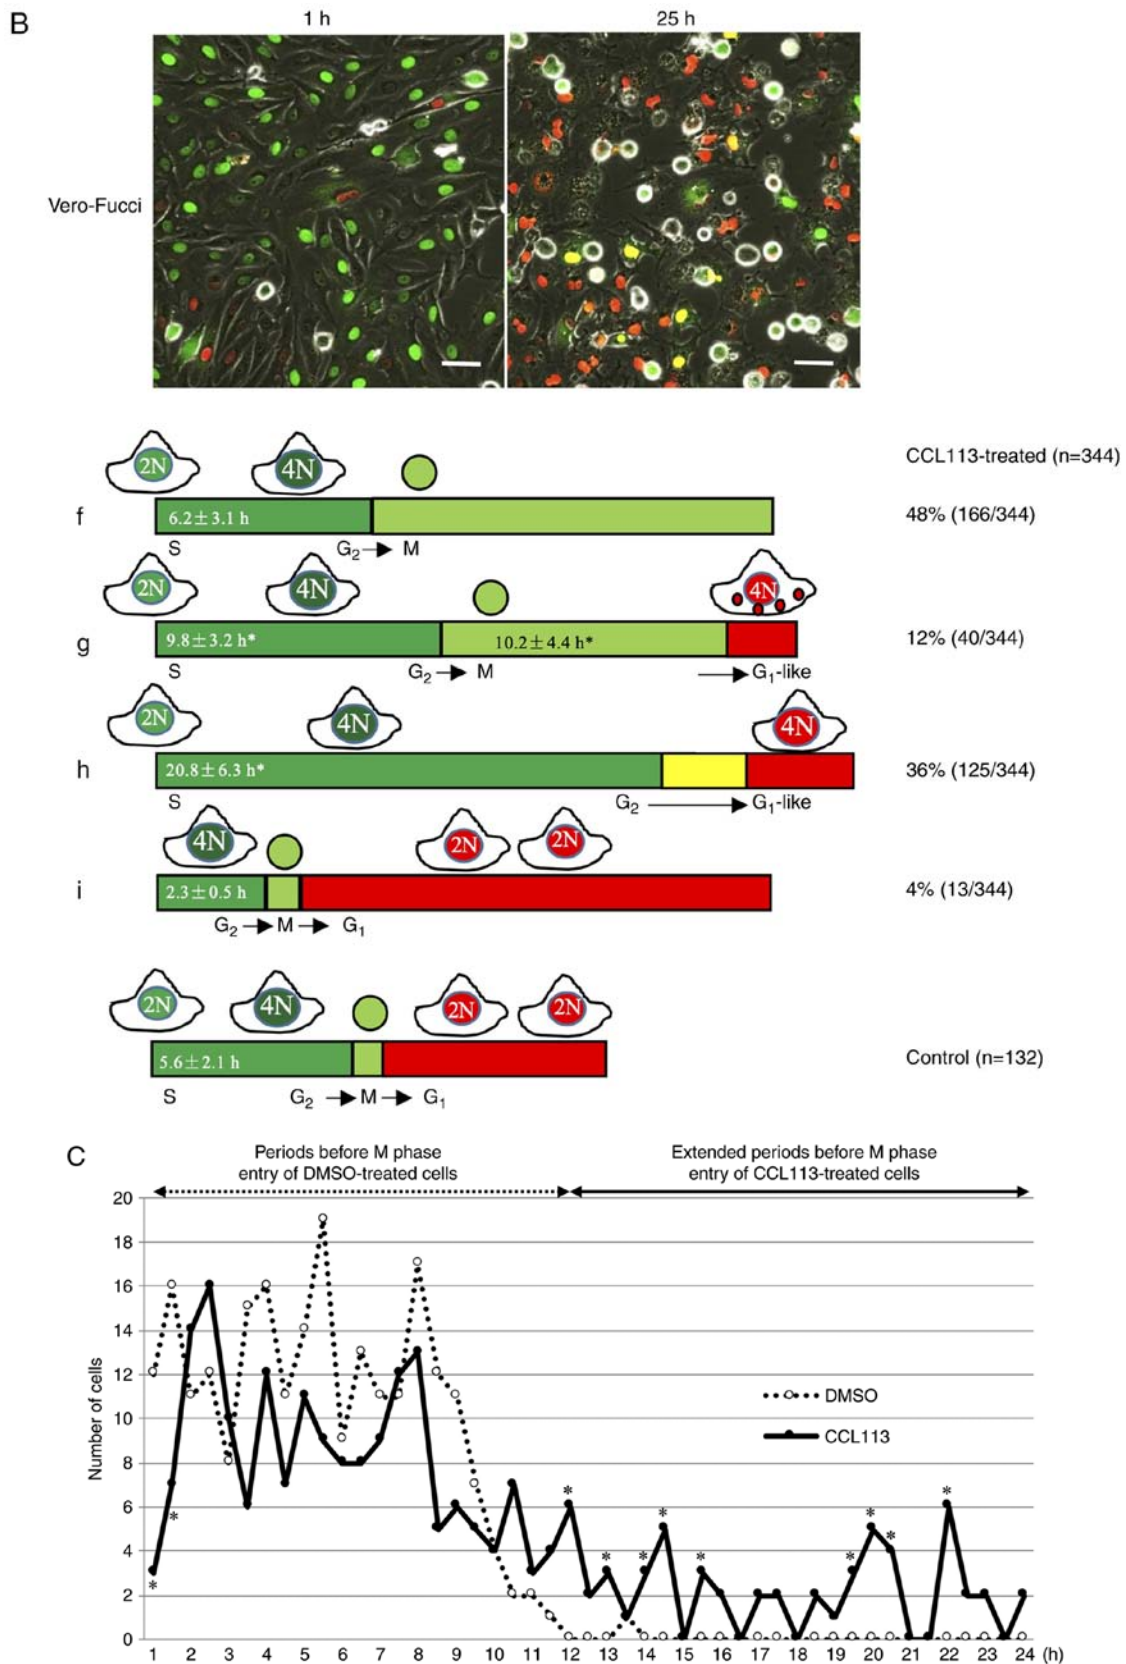 B
1 h
25 h
Vero-Fucci
CCL113-treated (n=344)
2N
4N
f
6.2±3.1 h
48% (166/344)
S
G2
M
2N
4N
4N
g
9.8±3.2 h*
10.2±4.4 h*
12% (40/344)
S
G2
M
G1-like
2N
4N
4N
h
20.8±6.3 h*
36% (125/344)
S
G2
G1-like
4N
2N
2N
i
2.3±0.5 h
4% (13/344)
G2
M
G1
2N
4N
2N
2N
5.6±2.1 h
Control (n=132)
S
G2
M
G1
C
Periods before M phase
entry of DMSO-treated cells
Extended periods before M phase
entry of CCL113-treated cells
Number of cells
20
18
16
14
12
10
8
6
4
2
0
DMSO
CCL113
* * * * * * * * * * *
1 2 3 4 5 6 7 8 9 10 11 12 13 14 15 16 17 18 19 20 21 22 23 24 (h)